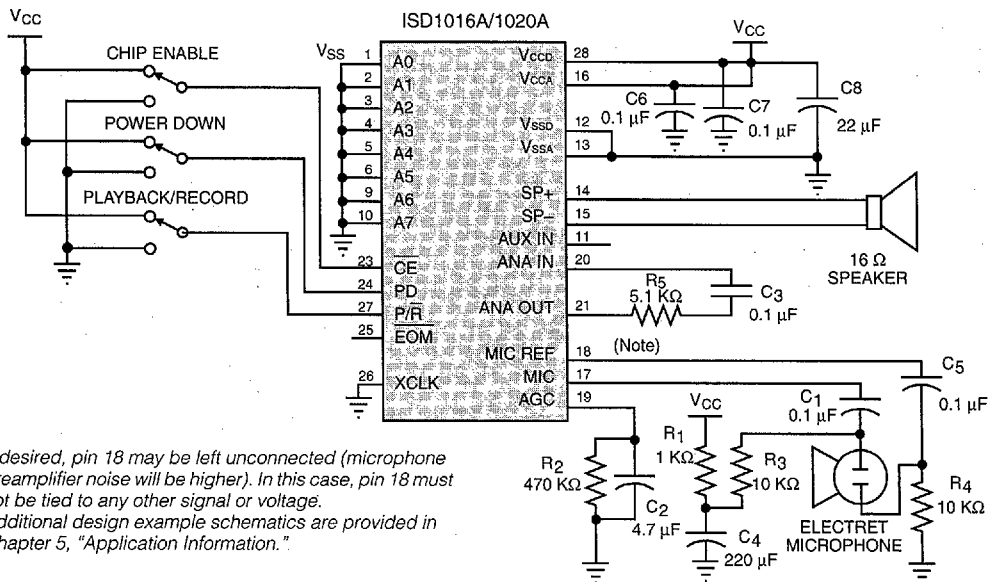 ISD1016A/1020A
VCC
CHIP ENABLE
POWER DOWN
PLAYBACK/RECORD
VSS
1 A0
2 A1
3 A2
4 A3
5 A4
6 A5
9 A6
10 A7
23 CE
24 PD
27 P/R
25 EOM
26 XCLK
VCCD 28
VCCA 16
VSSD 12
VSSA 13
SP+ 14
SP– 15
AUX IN 11
ANA IN 20
ANA OUT 21
MIC REF 18
MIC 17
AGC 19
VCC
C6
0.1 µF
C7
0.1 µF
C8
22 µF
16 Ω
SPEAKER
R5
5.1 KΩ
C3
0.1 µF
(Note)
C5
0.1 µF
C1
0.1 µF
VCC
R1
1 KΩ
R3
10 KΩ
R2
470 KΩ
C2
4.7 µF
C4
220 µF
ELECTRET
MICROPHONE
R4
10 KΩ
desired, pin 18 may be left unconnected (microphone
reamplifier noise will be higher). In this case, pin 18 must
ot be tied to any other signal or voltage.
dditional design example schematics are provided in
hapter 5, "Application Information."